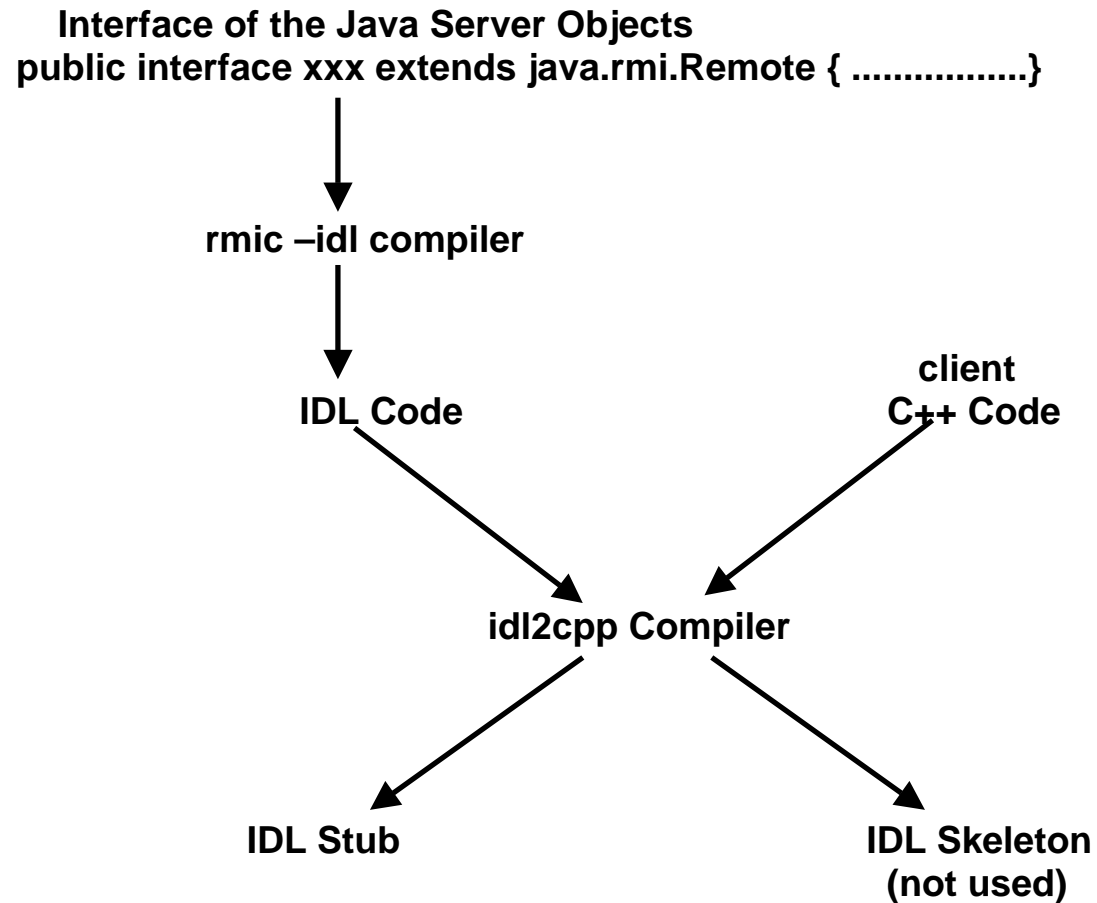 Interface of the Java Server Objects
public interface xxx extends java.rmi.Remote { .................}
rmic –idl compiler
IDL Code
client
C++ Code
idl2cpp Compiler
IDL Stub
IDL Skeleton
(not used)